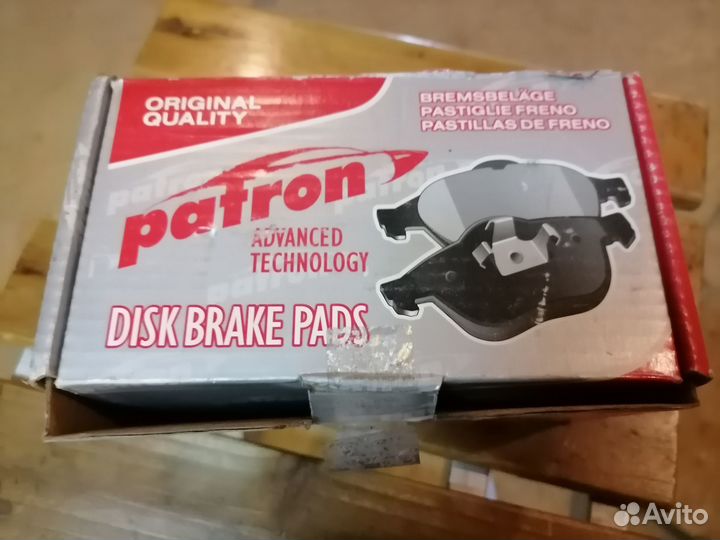 ORIGINAL
QUALITY
BREMSBELÄGE
PASTIGLIE FRENO
PASTILLAS DE FRENO
patron
ADVANCED
TECHNOLOGY
DISK BRAKE PADS
Avito